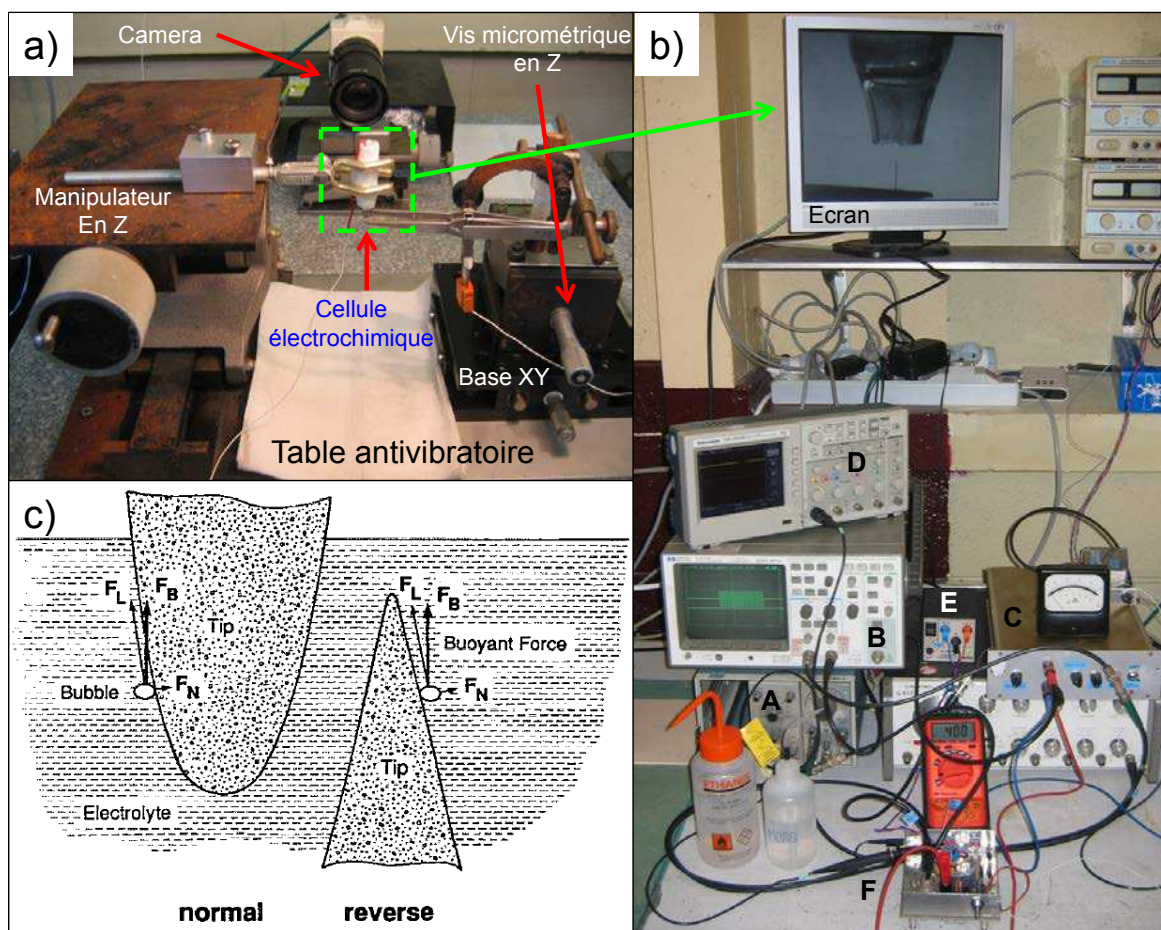 a)
Camera
Vis micrométrique
en Z
Manipulateur
En Z
Cellule
électrochimique
Base XY
Table antivibratoire
b)
Ecran
D
B
E
C
A
ETHANOL
400
F
c)
F_L F_B
Tip
Bubble
F_N
Electrolyte
F_L F_B
Buoyant Force
F_N
Tip
normal reverse